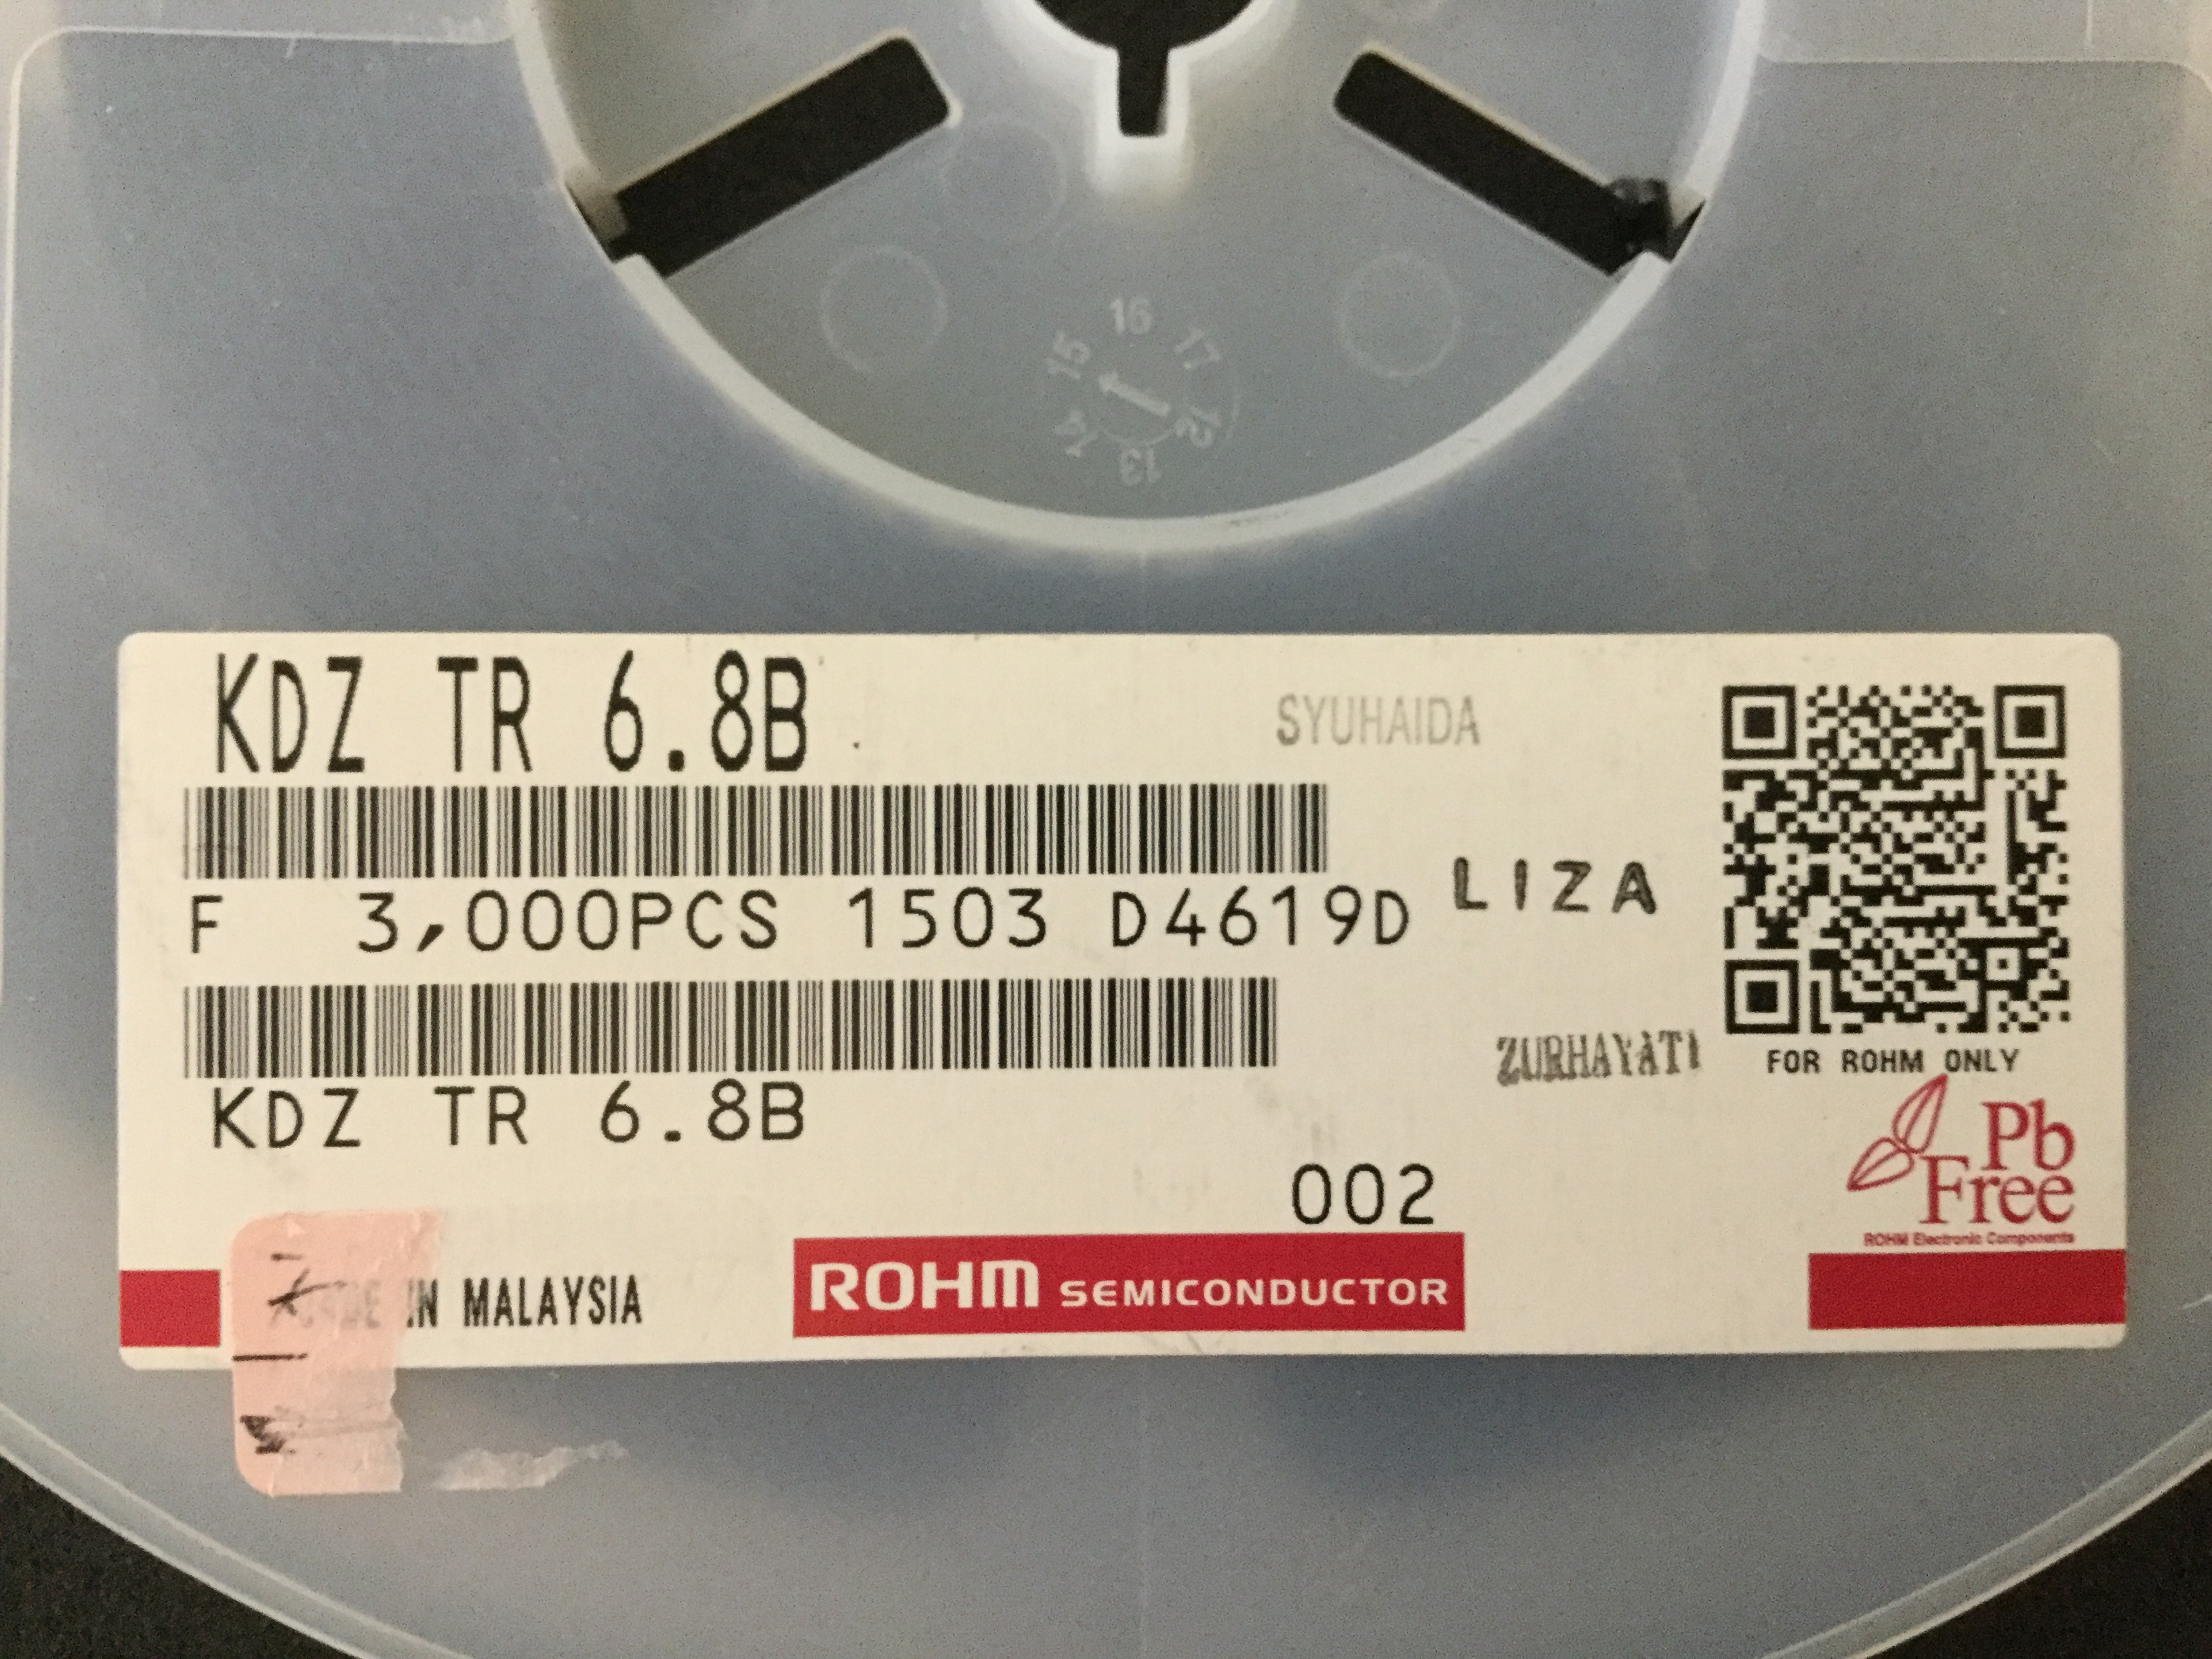 16
15 17
14 12
13
KDZ TR 6.8B
SYUHAIDA
F 3,000PCS 1503 D4619D
LIZA
ZURHAYATI
FOR ROHM ONLY
KDZ TR 6.8B
002
Pb
Free
ROHM Electronic Components
MADE IN MALAYSIA
ROHM SEMICONDUCTOR